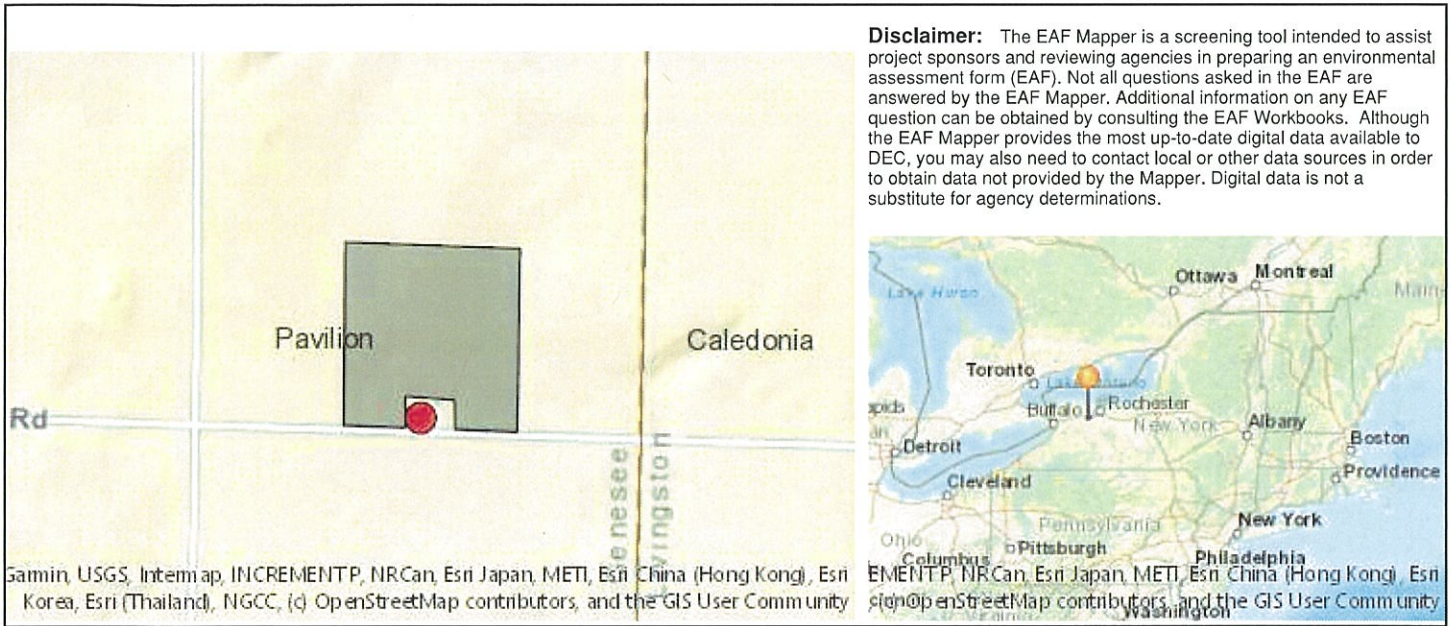 Disclaimer: The EAF Mapper is a screening tool intended to assist
project sponsors and reviewing agencies in preparing an environmental
assessment form (EAF). Not all questions asked in the EAF are
answered by the EAF Mapper. Additional information on any EAF
question can be obtained by consulting the EAF Workbooks. Although
the EAF Mapper provides the most up-to-date digital data available to
DEC, you may also need to contact local or other data sources in order
to obtain data not provided by the Mapper. Digital data is not a
substitute for agency determinations.
Pavilion
Caledonia
Rd
enesee
Garmin, USGS, Intermap, INCREMENT P, NRCan, Esri Japan, METI, Esri China (Hong Kong), Esri
Korea, Esri (Thailand), NGCC, (c) OpenStreetMap contributors, and the GIS User Community
Lake Huron
Ottawa
Montreal
Main
Toronto
Lake Ontario
apids
Buffalo
Rochester
New York
Albany
Detroit
Boston
Providence
Cleveland
Pennsylvania
New York
Ohio
Columbus
Pittsburgh
Philadelphia
EMENT P, NRCan, Esri Japan, METI, Esri China (Hong Kong), Esri
OpenStreetMap contributors, and the GIS User Community
Washington